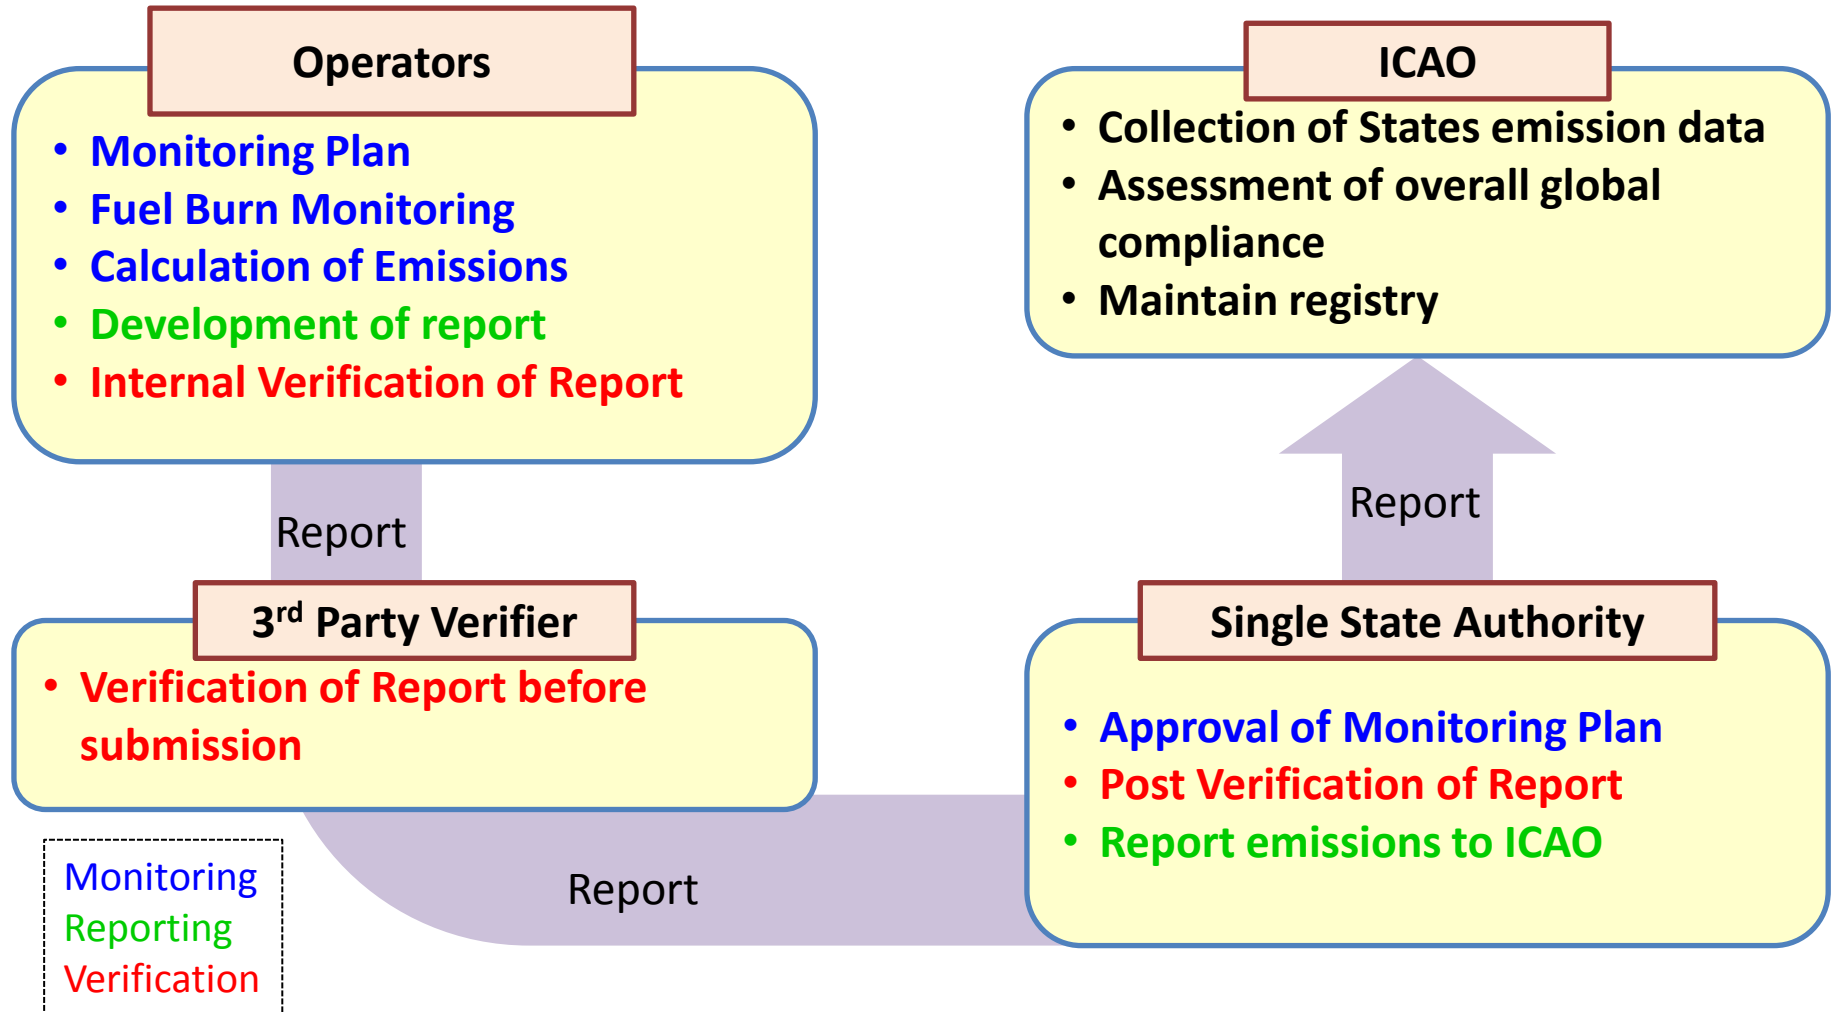 Operators
• Monitoring Plan
• Fuel Burn Monitoring
• Calculation of Emissions
• Development of report
• Internal Verification of Report
Report
3rd Party Verifier
• Verification of Report before
submission
Report
Single State Authority
• Approval of Monitoring Plan
• Post Verification of Report
• Report emissions to ICAO
Report
ICAO
• Collection of States emission data
• Assessment of overall global
compliance
• Maintain registry
Monitoring
Reporting
Verification